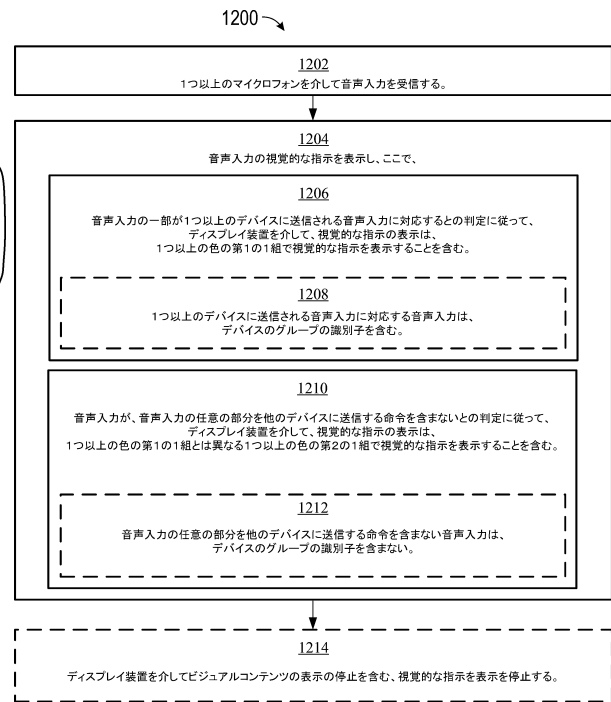 1200
1202
1つ以上のマイクロフォンを介して音声入力を受信する。
1204
音声入力の視覚的な指示を表示し、ここで、
1206
音声入力の一部が1つ以上のデバイスに送信される音声入力に対応するとの判定に従って、
ディスプレイ装置を介して、視覚的な指示の表示は、
1つ以上の色の第1の1組で視覚的な指示を表示することを含む。
1208
1つ以上のデバイスに送信される音声入力に対応する音声入力は、
デバイスのグループの識別子を含む。
1210
音声入力が、音声入力の任意の部分を他のデバイスに送信する命令を含まないとの判定に従って、
ディスプレイ装置を介して、視覚的な指示の表示は、
1つ以上の色の第1の1組とは異なる1つ以上の色の第2の1組で視覚的な指示を表示することを含む。
1212
音声入力の任意の部分を他のデバイスに送信する命令を含まない音声入力は、
デバイスのグループの識別子を含まない。
1214
ディスプレイ装置を介してビジュアルコンテンツの表示の停止を含む、視覚的な指示を表示を停止する。